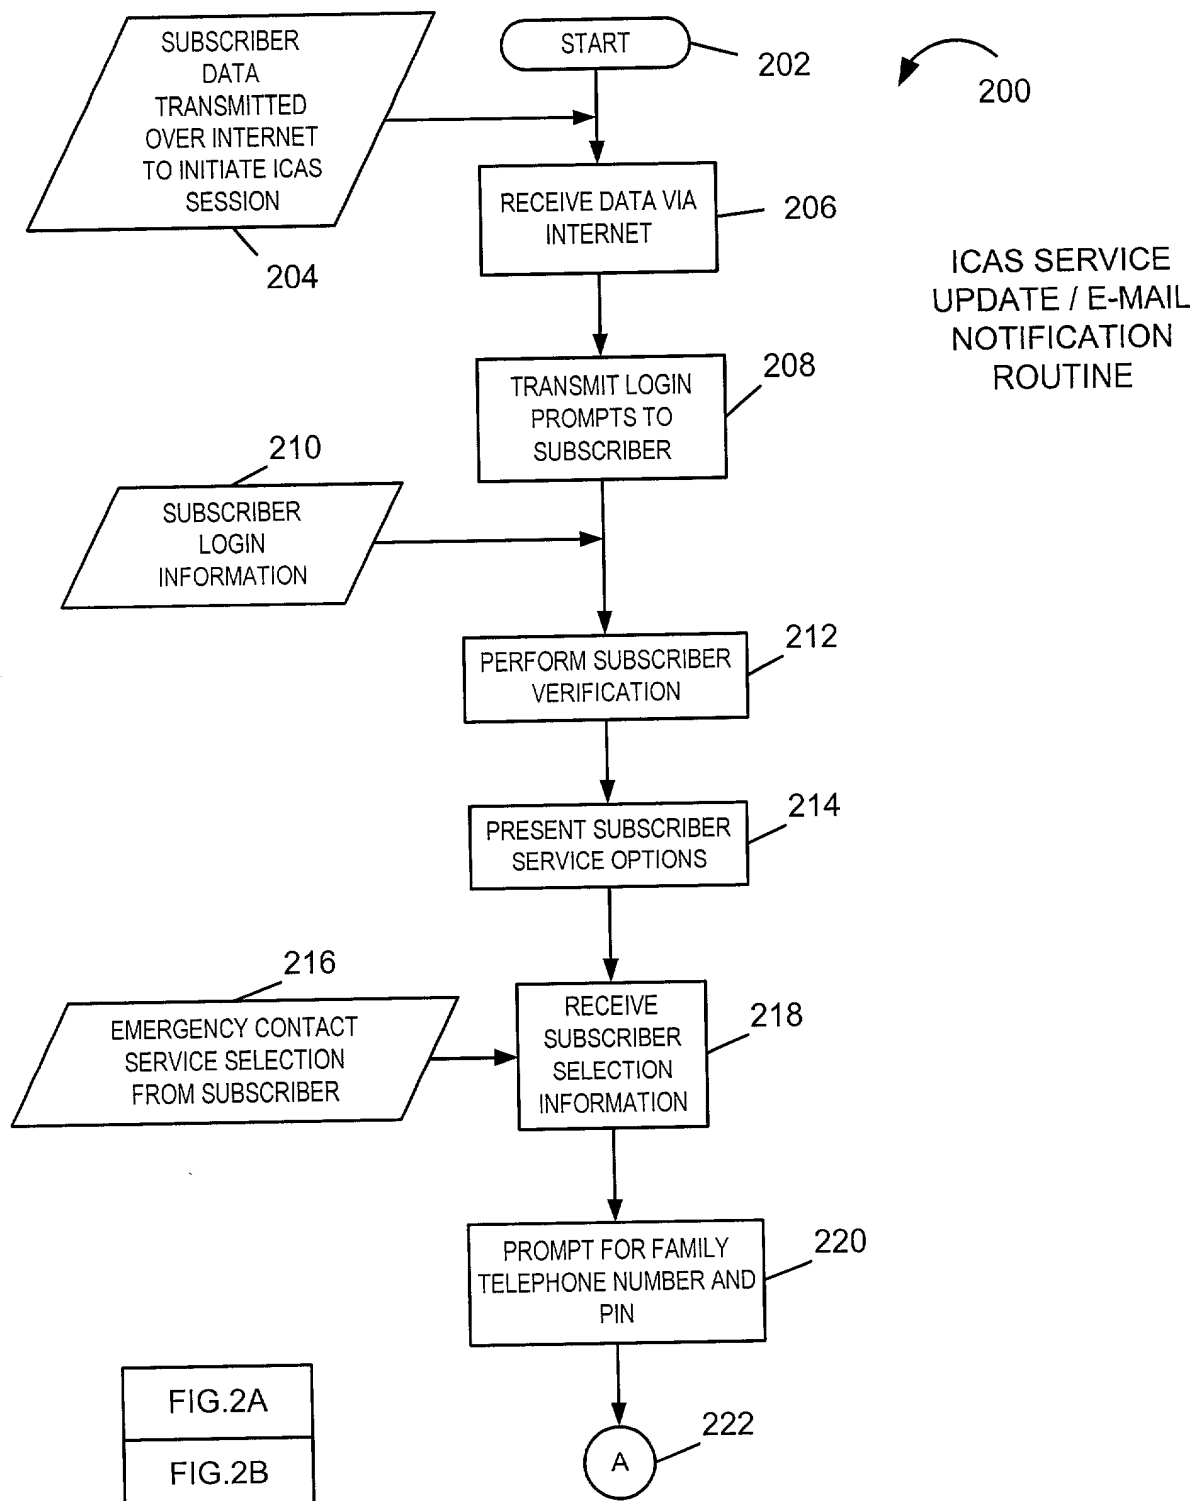 SUBSCRIBER
DATA
TRANSMITTED
OVER INTERNET
TO INITIATE ICAS
SESSION
204
START
202
200
RECEIVE DATA VIA
INTERNET
206
ICAS SERVICE
UPDATE / E-MAIL
NOTIFICATION
ROUTINE
TRANSMIT LOGIN
PROMPTS TO
SUBSCRIBER
208
210
SUBSCRIBER
LOGIN
INFORMATION
PERFORM SUBSCRIBER
VERIFICATION
212
PRESENT SUBSCRIBER
SERVICE OPTIONS
214
216
EMERGENCY CONTACT
SERVICE SELECTION
FROM SUBSCRIBER
RECEIVE
SUBSCRIBER
SELECTION
INFORMATION
218
PROMPT FOR FAMILY
TELEPHONE NUMBER AND
PIN
220
A
222
FIG.2A
FIG.2B